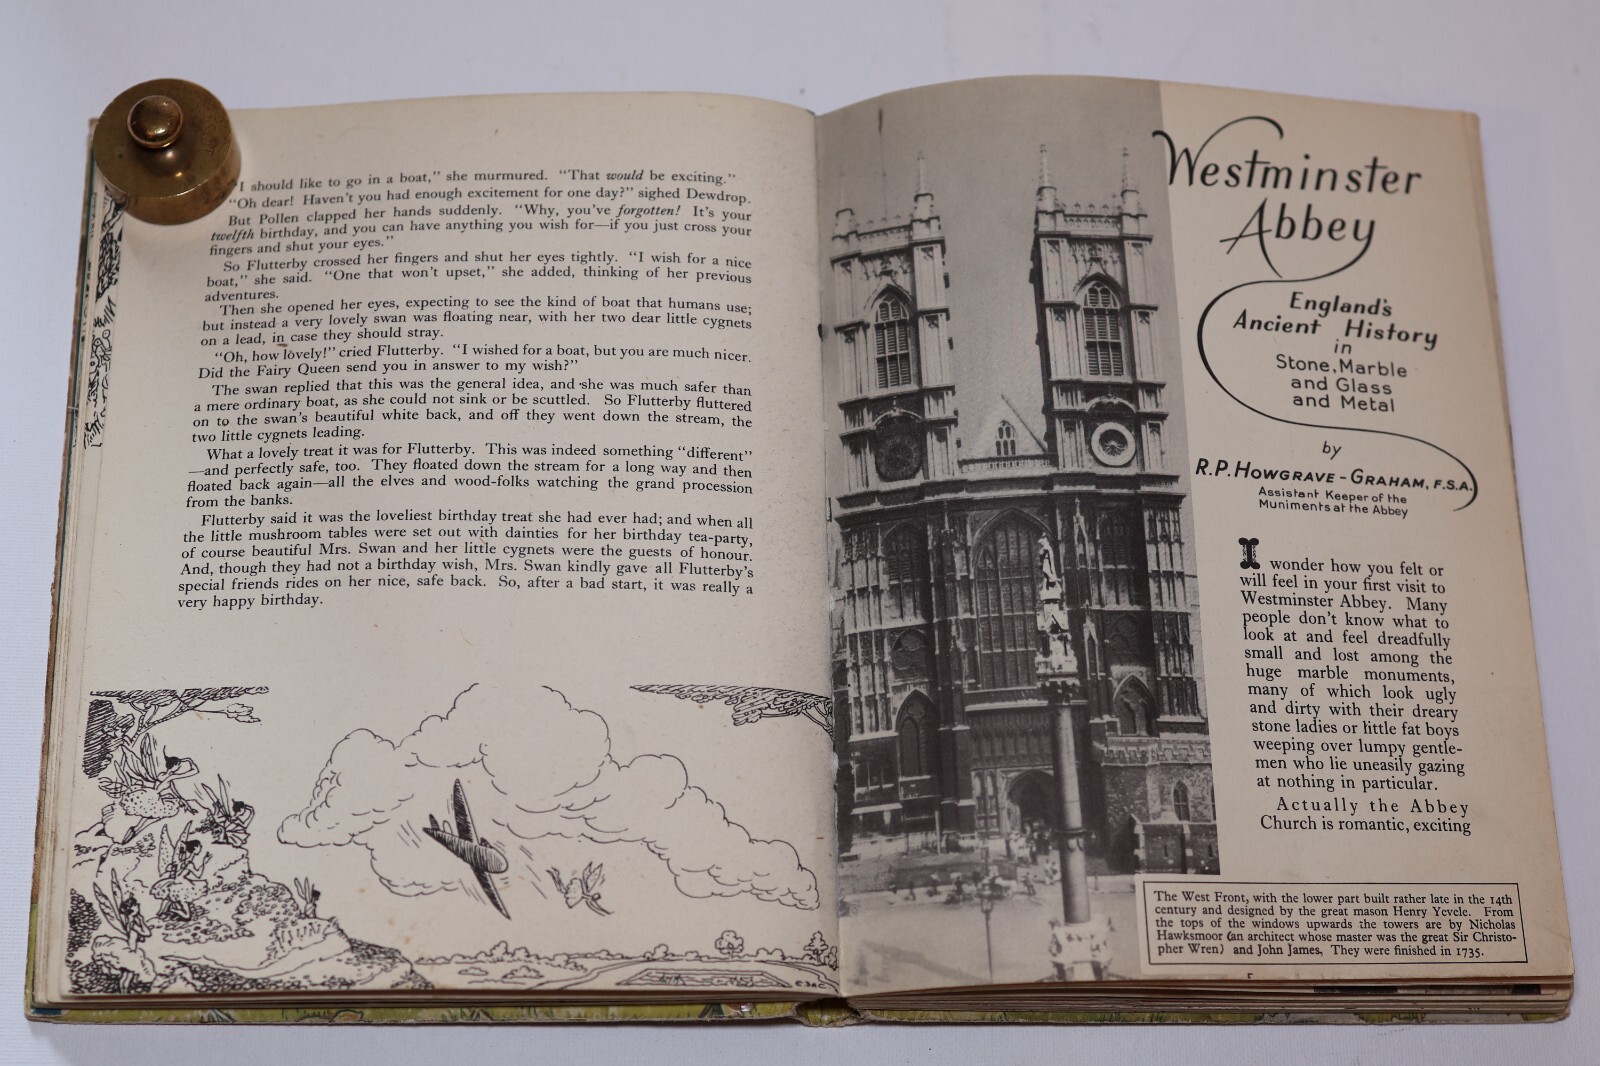 "I should like to go in a boat," she murmured. "That would be exciting."
"Oh dear! Haven't you had enough excitement for one day?" sighed Dewdrop.
But Pollen clapped her hands suddenly. "Why, you've forgotten! It's your
twelfth birthday, and you can have anything you wish for—if you just cross your
fingers and shut your eyes."
So Flutterby crossed her fingers and shut her eyes tightly. "I wish for a nice
boat," she said. "One that won't upset," she added, thinking of her previous
adventures.
Then she opened her eyes, expecting to see the kind of boat that humans use;
but instead a very lovely swan was floating near, with her two dear little cygnets
on a lead, in case they should stray.
"Oh, how lovely!" cried Flutterby. "I wished for a boat, but you are much nicer.
Did the Fairy Queen send you in answer to my wish?"
The swan replied that this was the general idea, and she was much safer than
a mere ordinary boat, as she could not sink or be scuttled. So Flutterby fluttered
on to the swan's beautiful white back, and off they went down the stream, the
two little cygnets leading.
What a lovely treat it was for Flutterby. This was indeed something "different"
—and perfectly safe, too. They floated down the stream for a long way and then
floated back again—all the elves and wood-folks watching the grand procession
from the banks.
Flutterby said it was the loveliest birthday treat she had ever had; and when all
the little mushroom tables were set out with dainties for her birthday tea-party,
of course beautiful Mrs. Swan and her little cygnets were the guests of honour.
And, though they had not a birthday wish, Mrs. Swan kindly gave all Flutterby's
special friends rides on her nice, safe back. So, after a bad start, it was really a
very happy birthday.
Westminster
Abbey
England's
Ancient History
in
Stone, Marble
and Glass
and Metal
by
R.P. HOWGRAVE-GRAHAM, F.S.A.
Assistant Keeper of the
Muniments at the Abbey
I wonder how you felt or
will feel in your first visit to
Westminster Abbey. Many
people don't know what to
look at and feel dreadfully
small and lost among the
huge marble monuments,
many of which look ugly
and dirty with their dreary
stone ladies or little fat boys
weeping over lumpy gentle-
men who lie uneasily gazing
at nothing in particular.
Actually the Abbey
Church is romantic, exciting
The West Front, with the lower part built rather late in the 14th
century and designed by the great mason Henry Yevele. From
the tops of the windows upwards the towers are by Nicholas
Hawksmoor (an architect whose master was the great Sir Christo-
pher Wren) and John James. They were finished in 1735.